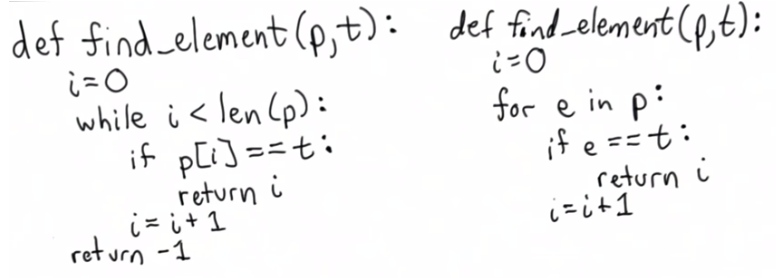 def find_element(p,t):
i=0
while i < len(p):
if p[i]==t:
return i
i=i+1
return -1
def find_element(p,t):
i=0
for e in p:
if e==t:
return i
i=i+1